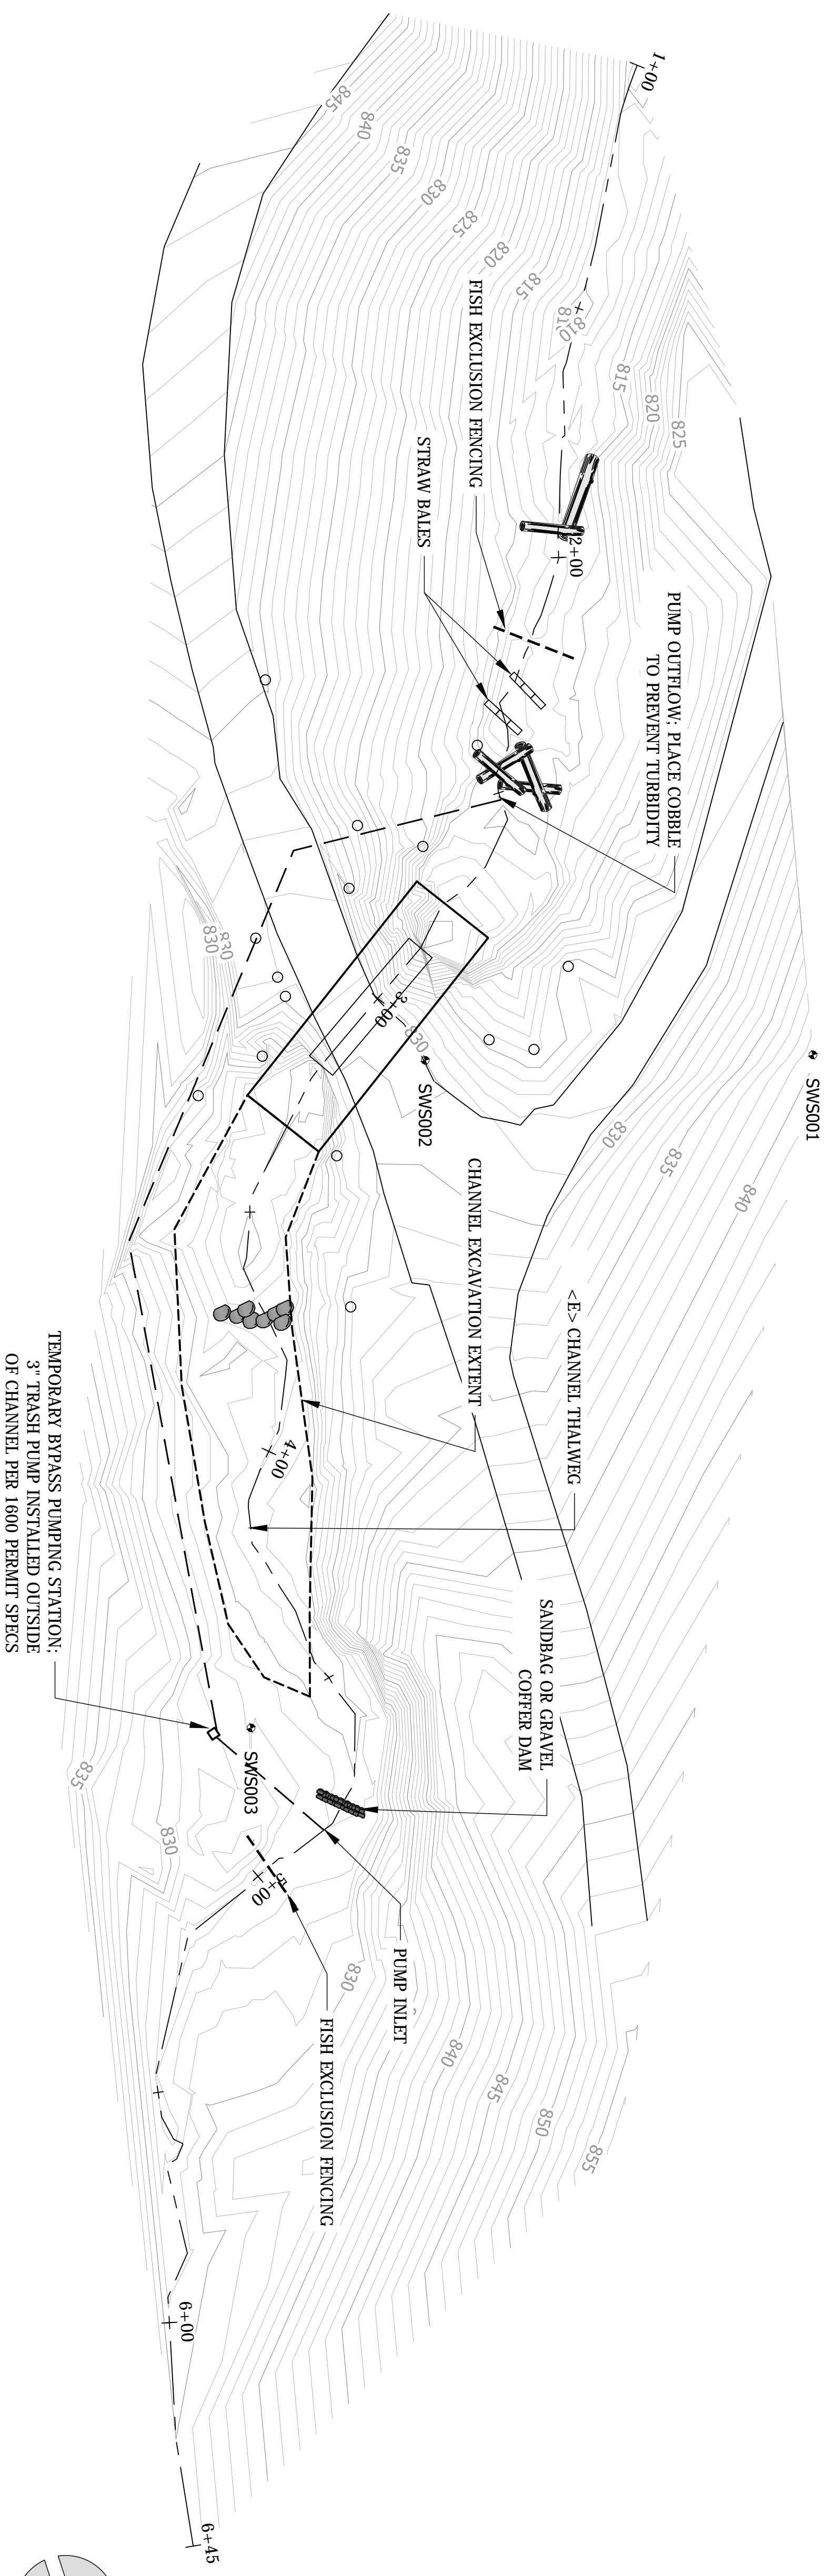 1+00
845
840
835
830
825
820
815
810
810
815
820
825
FISH EXCLUSION FENCING
STRAW BALES
2+00
PUMP OUTFLOW; PLACE COBBLE
TO PREVENT TURBIDITY
830
830
3+00
830
SWS002
SWS001
830
835
840
CHANNEL EXCAVATION EXTENT
<E> CHANNEL THALWEG
4+00
TEMPORARY BYPASS PUMPING STATION;
3" TRASH PUMP INSTALLED OUTSIDE
OF CHANNEL PER 1600 PERMIT SPECS
SANDBAG OR GRAVEL
COFFER DAM
SWS003
835
830
5+00
PUMP INLET
FISH EXCLUSION FENCING
830
840
845
850
855
6+00
6+45